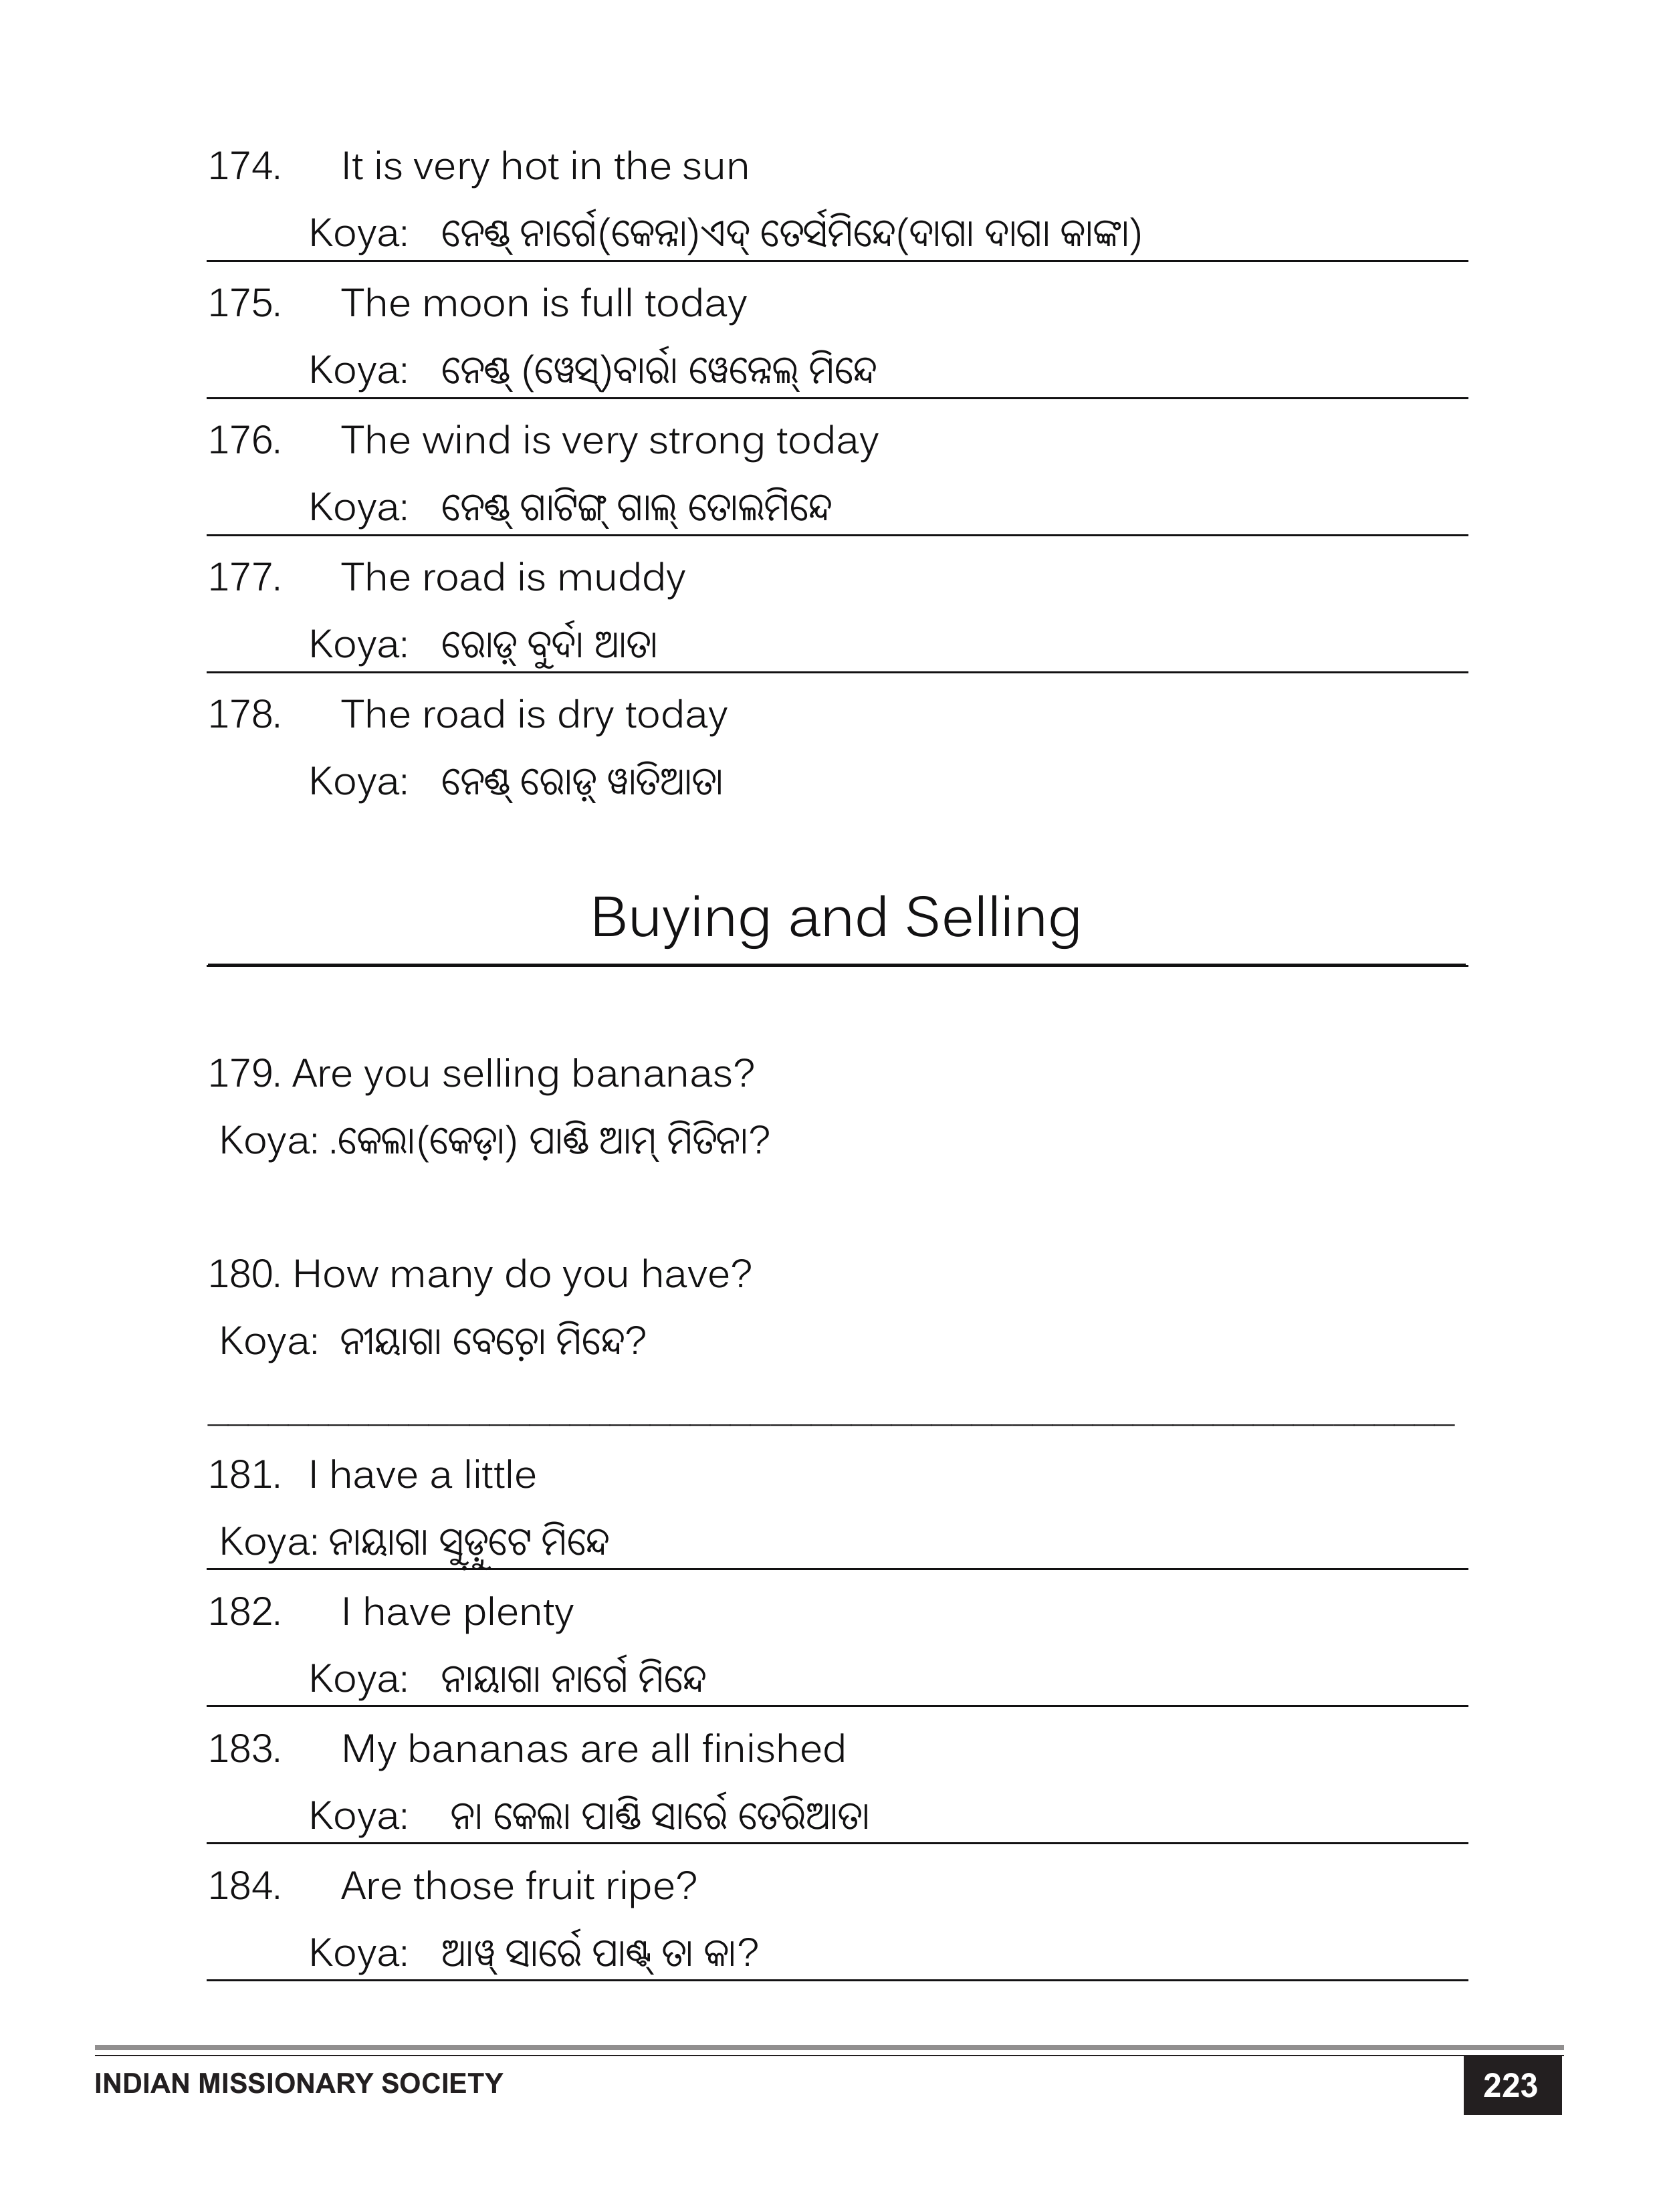 174. It is very hot in the sun
Koya: ନେଣ୍ଡ୍ ନାର୍ଗେ(କେନ୍ନା)ଏଦ୍ ତେର୍ସମିନ୍ଦେ(ଦାଗା ଦାଗା କାଙ୍କା)
175. The moon is full today
Koya: ନେଣ୍ଡ୍ (ୱେସ୍)ବାର୍ରା ୱେନ୍ନେଲ୍ ମିନ୍ଦେ
176. The wind is very strong today
Koya: ନେଣ୍ଡ୍ ଗାଟିଙ୍ଗ୍ ଗାଲ୍ ତୋଲମିନ୍ଦେ
177. The road is muddy
Koya: ରୋଡ଼୍ ବୁର୍ଦା ଆତା
178. The road is dry today
Koya: ନେଣ୍ଡ୍ ରୋଡ଼୍ ୱାତିଆତା
Buying and Selling
179. Are you selling bananas?
Koya: .କେଲା(କେଡ଼ା) ପାଣ୍ଡି ଆମ୍ ମିତିନା?
180. How many do you have?
Koya: ନୀୟାଗା ବେଚ଼ୋ ମିନ୍ଦେ?
181. I have a little
Koya: ନାୟାଗା ସୁଡ଼ୁଟେ ମିନ୍ଦେ
182. I have plenty
Koya: ନାୟାଗା ନାର୍ଗେ ମିନ୍ଦେ
183. My bananas are all finished
Koya: ନା କେଲା ପାଣ୍ଡି ସାର୍ରେ ତେରିଆତା
184. Are those fruit ripe?
Koya: ଆୱ୍ ସାର୍ରେ ପାଣ୍ଟ୍ ତା କା?
INDIAN MISSIONARY SOCIETY
223